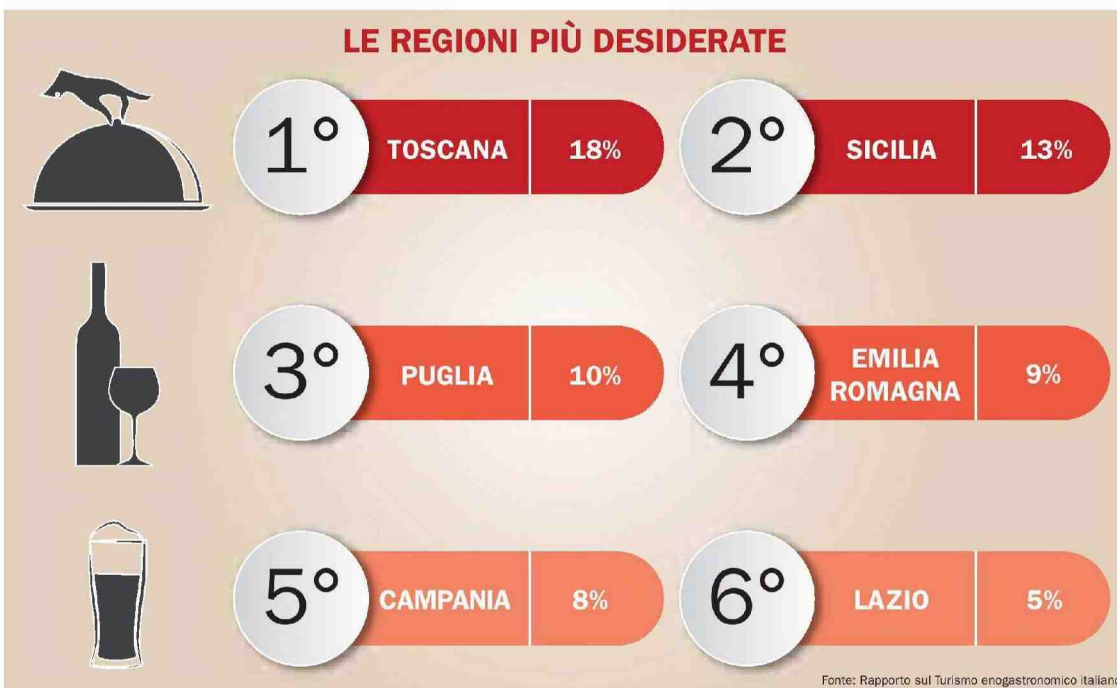 LE REGIONI PIÙ DESIDERATE
1° TOSCANA 18%
2° SICILIA 13%
3° PUGLIA 10%
4° EMILIA
ROMAGNA 9%
5° CAMPANIA 8%
6° LAZIO 5%
Fonte: Rapporto sul Turismo enogastronomico italiano